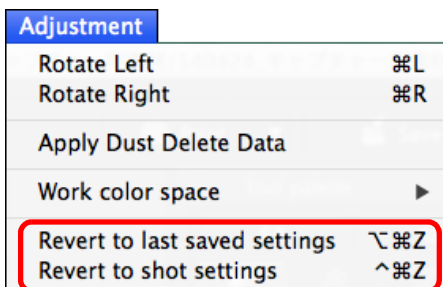 Adjustment
Rotate Left ⌘L
Rotate Right ⌘R
Apply Dust Delete Data
Work color space ▶
Revert to last saved settings ⌥⌘Z
Revert to shot settings ^⌘Z